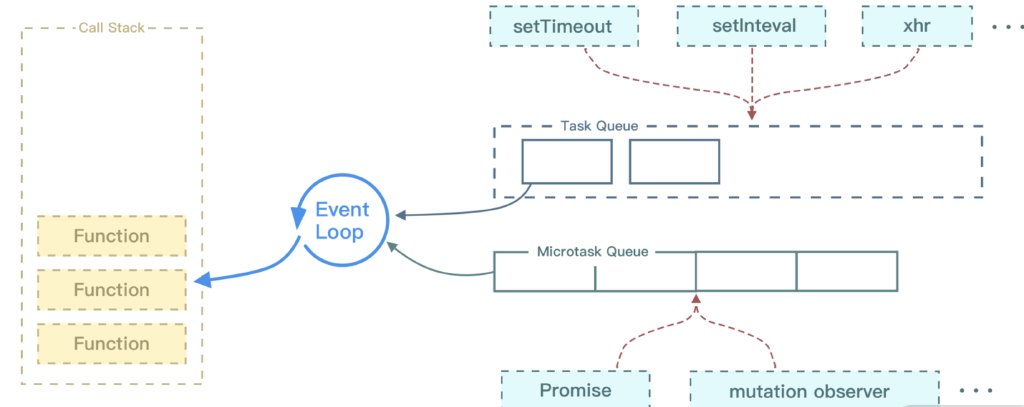 Call Stack
setTimeout
setInteval
xhr
Task Queue
Event
Loop
Function
Microtask Queue
Function
Function
Promise
mutation observer